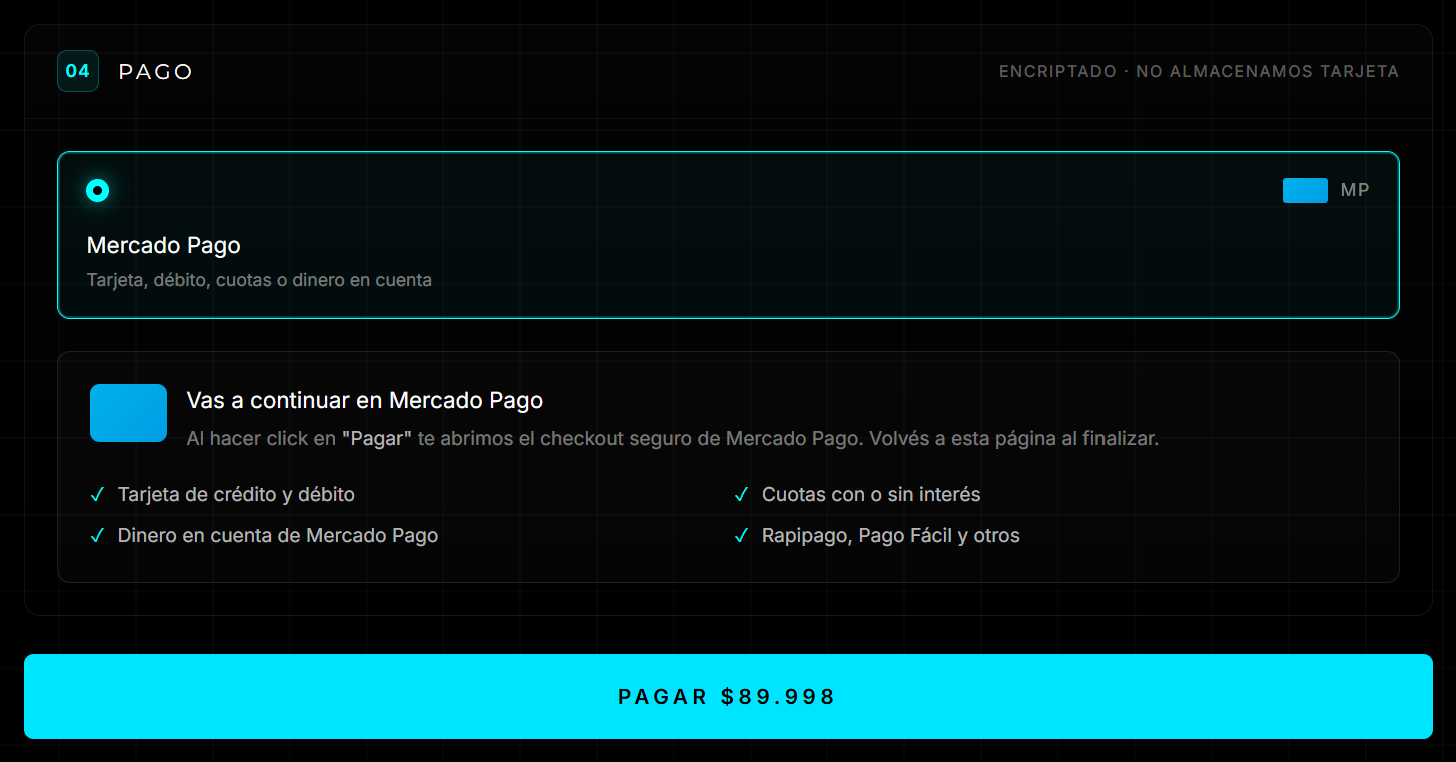 04 PAGO
ENCRIPTADO · NO ALMACENAMOS TARJETA
MP
Mercado Pago
Tarjeta, débito, cuotas o dinero en cuenta
Vas a continuar en Mercado Pago
Al hacer click en "Pagar" te abrimos el checkout seguro de Mercado Pago. Volvés a esta página al finalizar.
✓ Tarjeta de crédito y débito
✓ Cuotas con o sin interés
✓ Dinero en cuenta de Mercado Pago
✓ Rapipago, Pago Fácil y otros
PAGAR $89.998